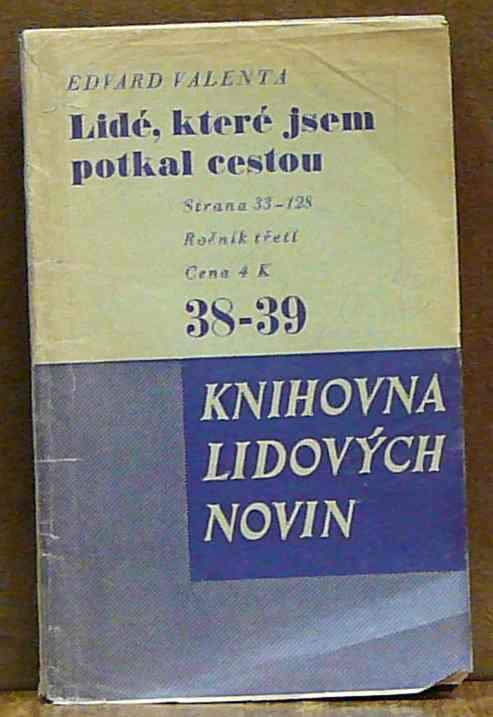 EDVARD VALENTA
Lidé, které jsem
potkal cestou
Strana 33-128
Ročník třetí
Cena 4 K
38-39
KNIHOVNA
LIDOVÝCH
NOVIN